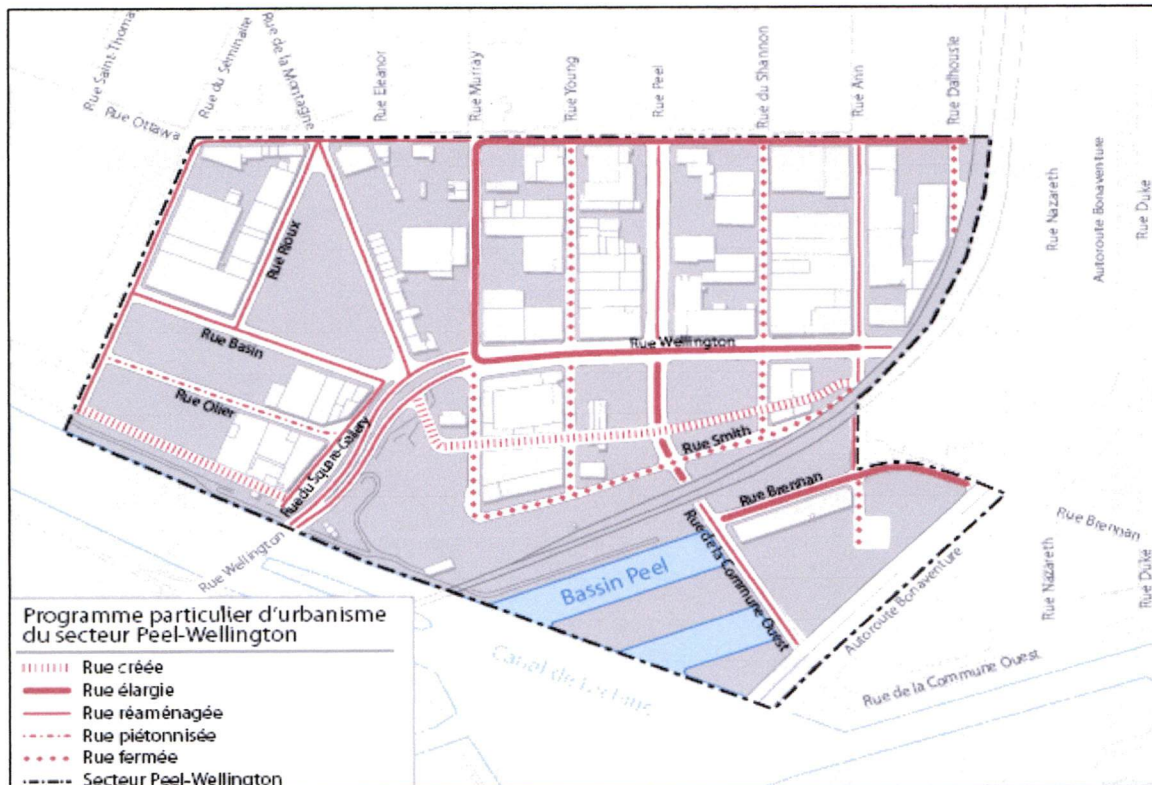 Rue Saint-Thomas
Rue du Séminaire
Rue de la Montagne
Rue Eleanor
Rue Murray
Rue Young
Rue Peel
Rue du Shannon
Rue Ann
Rue Dalhousie
Rue Ottawa
Rue Nazareth
Autoroute Bonaventure
Rue Duke
Rue Rioux
Rue Basin
Rue Wellington
Rue Olier
Rue du Square-Gallery
Rue Smith
Rue Brennan
Rue de la Commune Ouest
Bassin Peel
Rue Wellington
Rue Brennan
Rue Nazareth
Rue Duke
Autoroute Bonaventure
Rue de la Commune Ouest
Canal de Lachine
Programme particulier d'urbanisme
du secteur Peel-Wellington
Rue créée
Rue élargie
Rue réaménagée
Rue piétonnisée
Rue fermée
Secteur Peel-Wellington